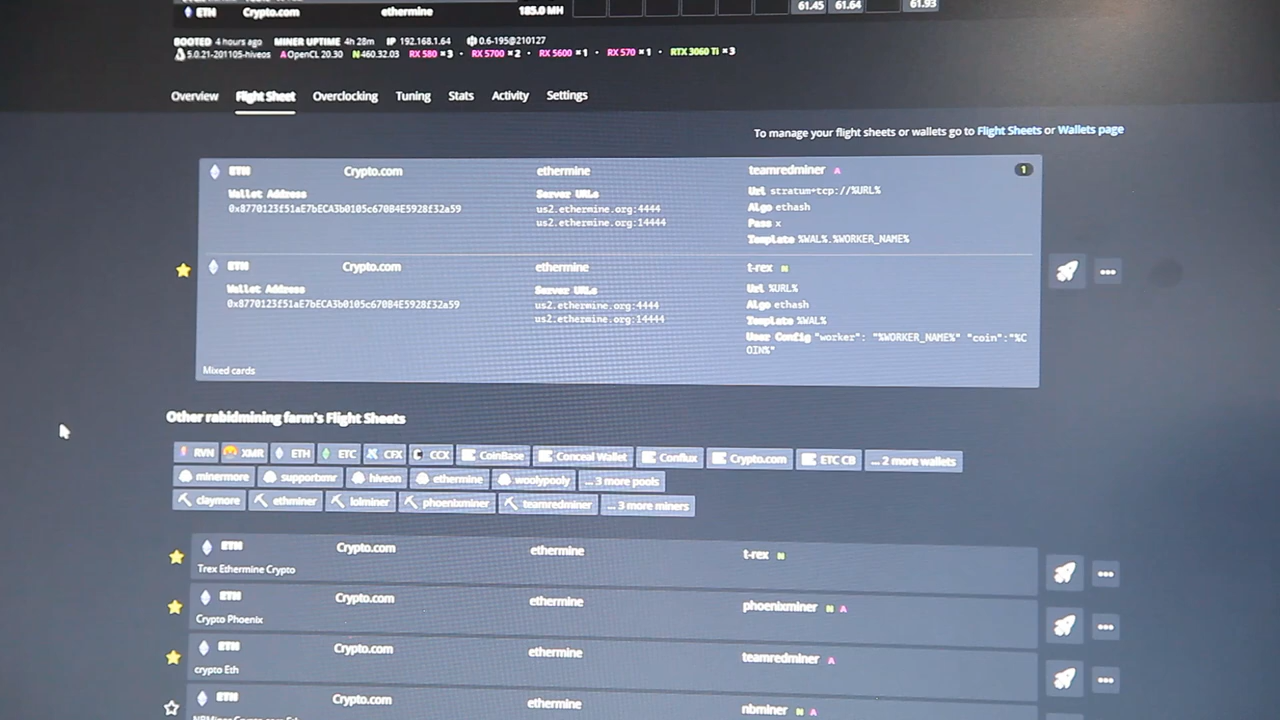 ETH Crypto.com ethermine 185.0 MH 61.45 61.64 61.93
BOOTED 4 hours ago MINER UPTIME 4h 28m IP 192.168.1.64 0.6-195@210127
5.0.21-201105-hiveos A OpenCL 20.30 N 460.32.03 RX 580 ×3 · RX 5700 ×2 · RX 5600 ×1 · RX 570 ×1 · RTX 3060 Ti ×3
Overview Flight Sheet Overclocking Tuning Stats Activity Settings
To manage your flight sheets or wallets go to Flight Sheets or Wallets page
ETH Crypto.com ethermine teamredminer A 1
Wallet Address Server URLs Url stratum+tcp://%URL%
0x8770123f51aE7bECA3b0105c670B4E5928f32a59 us2.ethermine.org:4444 Algo ethash
us2.ethermine.org:14444 Pass x
Template %WAL%.%WORKER_NAME%
ETH Crypto.com ethermine t-rex N
Wallet Address Server URLs Url %URL%
0x8770123f51aE7bECA3b0105c670B4E5928f32a59 us2.ethermine.org:4444 Algo ethash
us2.ethermine.org:14444 Template %WAL%
User Config "worker": "%WORKER_NAME%" "coin":"%C
OIN%"
Mixed cards
Other rabidmining farm's Flight Sheets
RVN XMR ETH ETC CFX CCX CoinBase Conceal Wallet Conflux Crypto.com ETC CB ... 2 more wallets
minermore supportxmr hiveon ethermine woolypooly ... 3 more pools
claymore ethminer lolminer phoenixminer teamredminer ... 3 more miners
ETH Crypto.com ethermine t-rex N
Trex Ethermine Crypto
ETH Crypto.com ethermine phoenixminer N A
Crypto Phoenix
ETH Crypto.com ethermine teamredminer A
crypto Eth
ETH Crypto.com ethermine nbminer N A